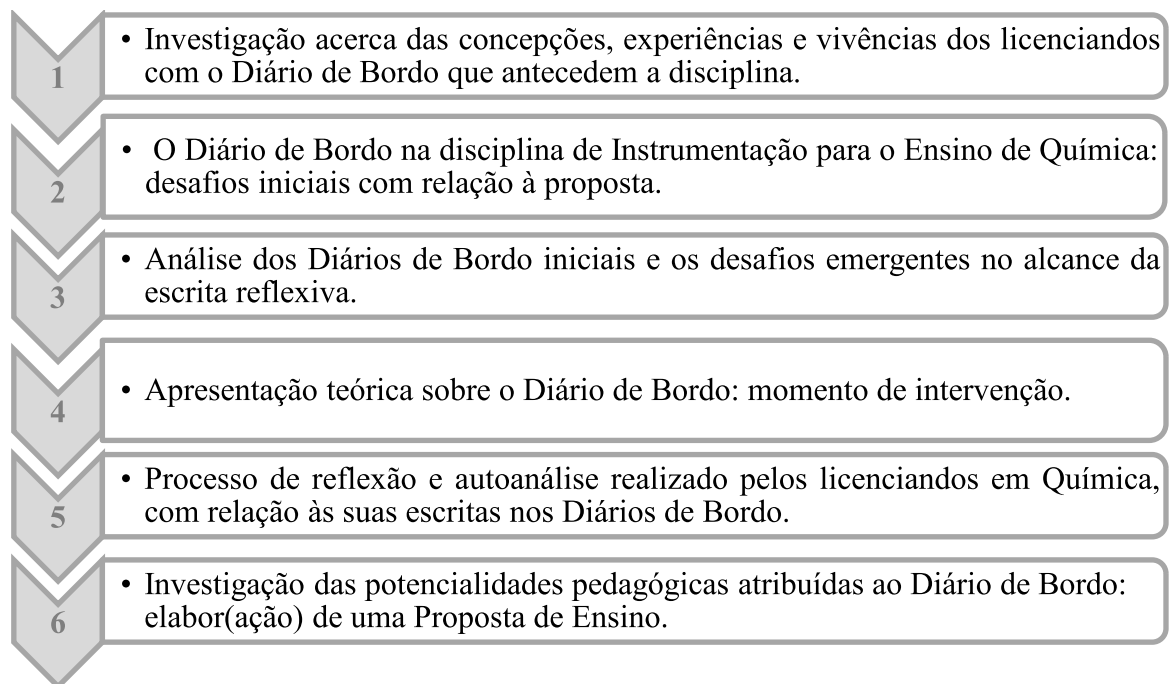 1
• Investigação acerca das concepções, experiências e vivências dos licenciandos
com o Diário de Bordo que antecedem a disciplina.
2
• O Diário de Bordo na disciplina de Instrumentação para o Ensino de Química:
desafios iniciais com relação à proposta.
3
• Análise dos Diários de Bordo iniciais e os desafios emergentes no alcance da
escrita reflexiva.
4
• Apresentação teórica sobre o Diário de Bordo: momento de intervenção.
5
• Processo de reflexão e autoanálise realizado pelos licenciandos em Química,
com relação às suas escritas nos Diários de Bordo.
6
• Investigação das potencialidades pedagógicas atribuídas ao Diário de Bordo:
elabor(ação) de uma Proposta de Ensino.